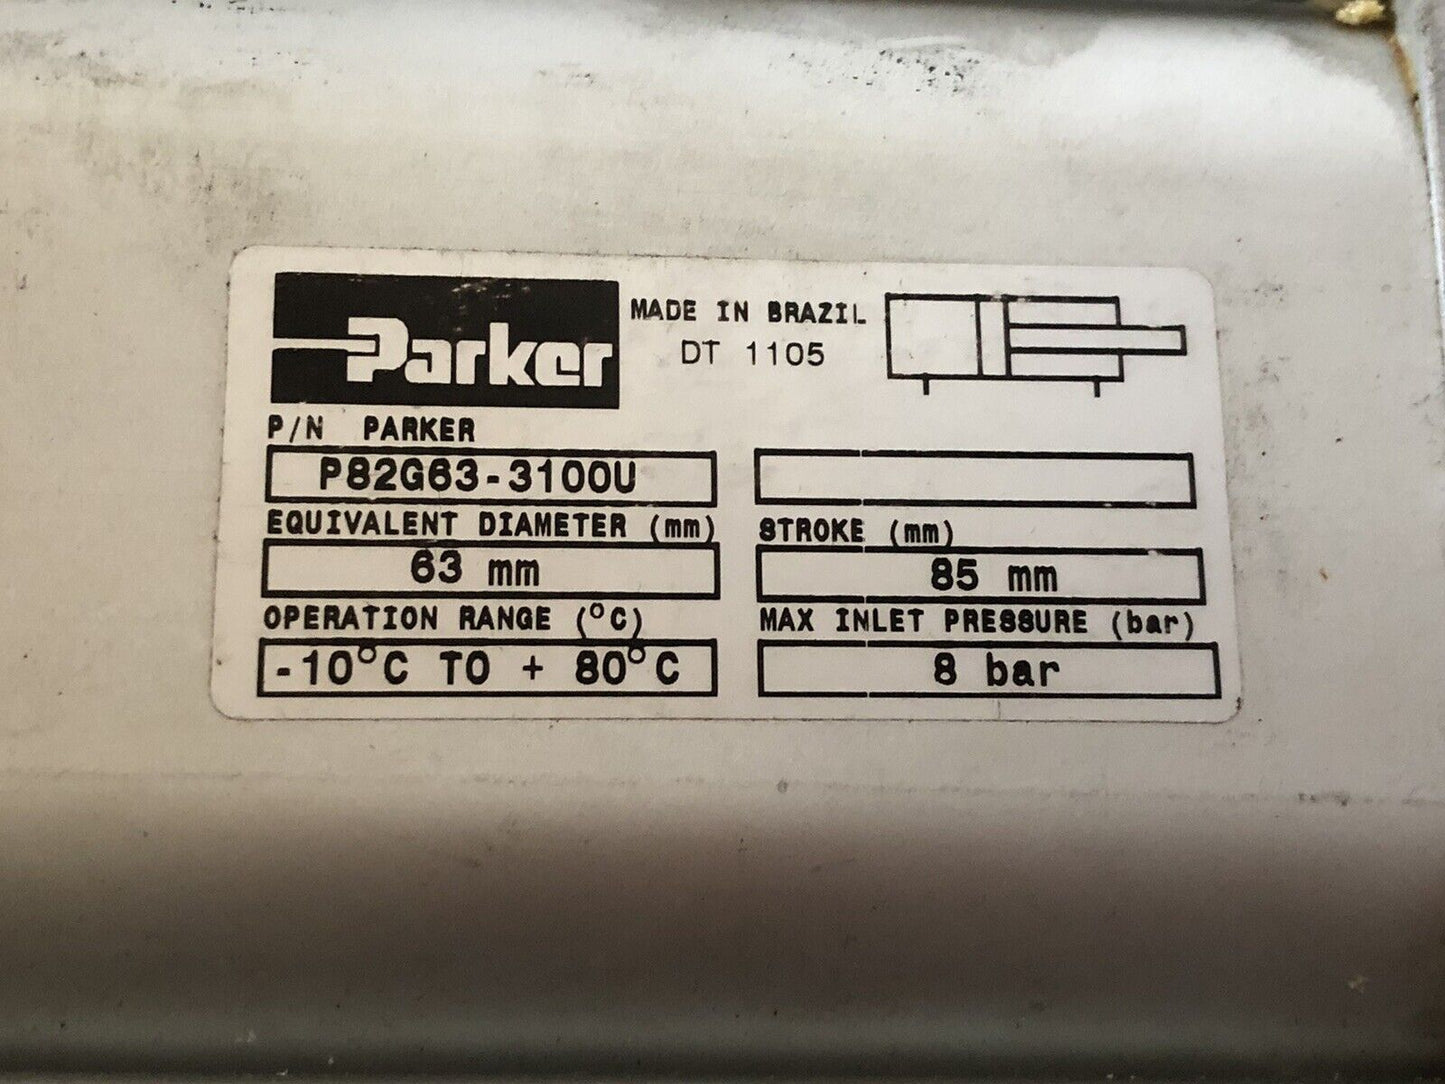 Parker
MADE IN BRAZIL
DT 1105
P/N PARKER
P82G63-3100U
EQUIVALENT DIAMETER (mm)
STROKE (mm)
63 mm
85 mm
OPERATION RANGE (°C)
MAX INLET PRESSURE (bar)
-10°C TO + 80°C
8 bar